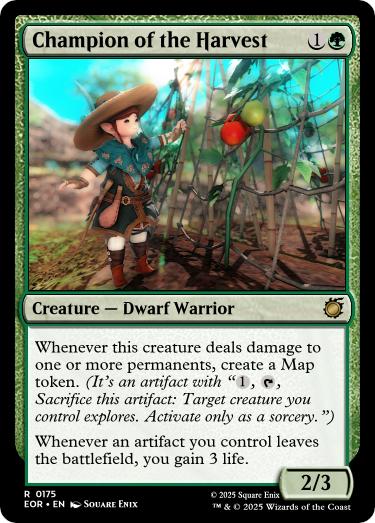 Champion of the Harvest 1
Creature — Dwarf Warrior
Whenever this creature deals damage to
one or more permanents, create a Map
token. (It's an artifact with “1, ,
Sacrifice this artifact: Target creature you
control explores. Activate only as a sorcery.”)
Whenever an artifact you control leaves
the battlefield, you gain 3 life.
2/3
R 0175
EOR • EN SQUARE ENIX
© 2025 Square Enix
™ & © 2025 Wizards of the Coast